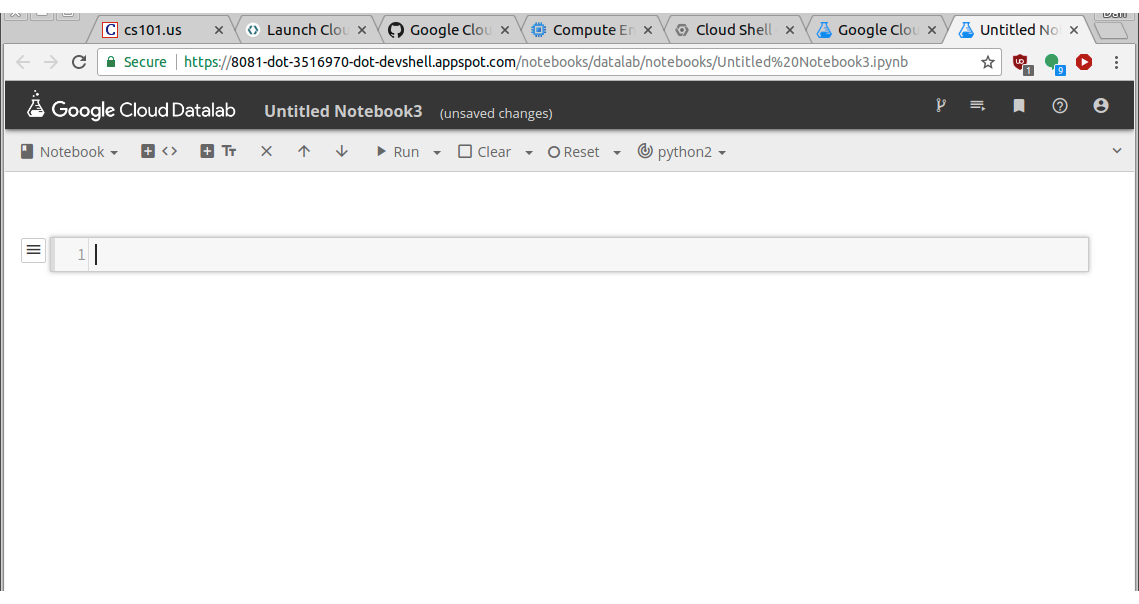 Dan
cs101.us Launch Clou Google Clou Compute En Cloud Shell Google Clou Untitled No
Secure https://8081-dot-3516970-dot-devshell.appspot.com/notebooks/datalab/notebooks/Untitled%20Notebook3.ipynb 1 9
Google Cloud Datalab Untitled Notebook3 (unsaved changes)
Notebook Run Clear Reset python2
1